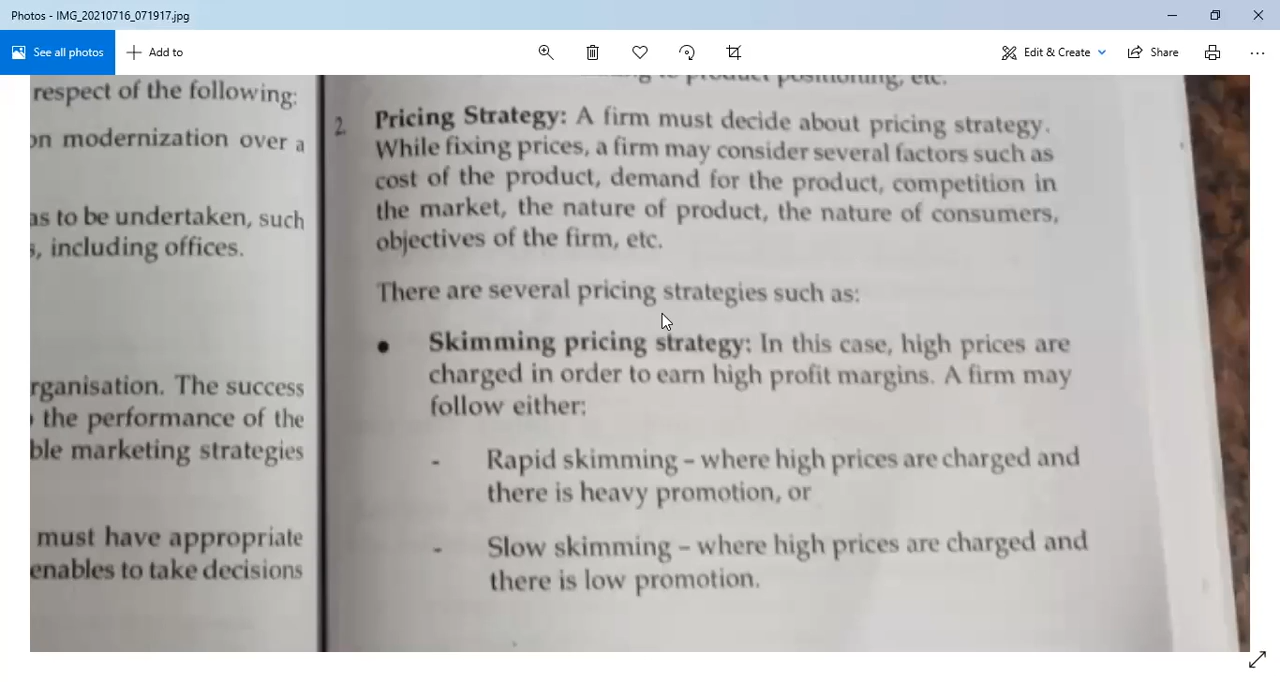 Photos - IMG_20210716_071917.jpg
See all photos
Add to
Edit & Create
Share
respect of the following:
on modernization over a
as to be undertaken, such
s, including offices.
rganisation. The success
the performance of the
ble marketing strategies
must have appropriate
enables to take decisions
to product positioning, etc.
2. Pricing Strategy: A firm must decide about pricing strategy.
While fixing prices, a firm may consider several factors such as
cost of the product, demand for the product, competition in
the market, the nature of product, the nature of consumers,
objectives of the firm, etc.
There are several pricing strategies such as:
• Skimming pricing strategy: In this case, high prices are
charged in order to earn high profit margins. A firm may
follow either:
- Rapid skimming – where high prices are charged and
there is heavy promotion, or
- Slow skimming – where high prices are charged and
there is low promotion.